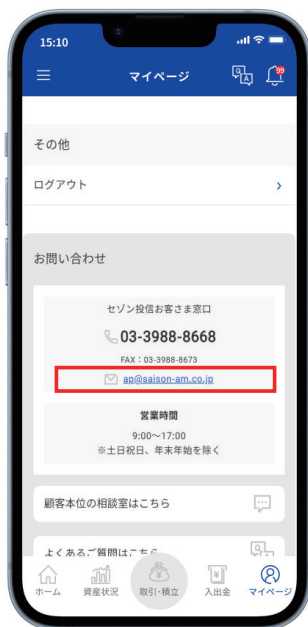 15:10
マイページ
Q
A
99
その他
ログアウト
お問い合わせ
セゾン投信お客さま窓口
03-3988-8668
FAX：03-3988-8673
ap@saison-am.co.jp
営業時間
9:00〜17:00
※土日祝日、年末年始を除く
顧客本位の相談室はこちら
よくあるご質問はこちら
ホーム
資産状況
取引・積立
入出金
マイページ